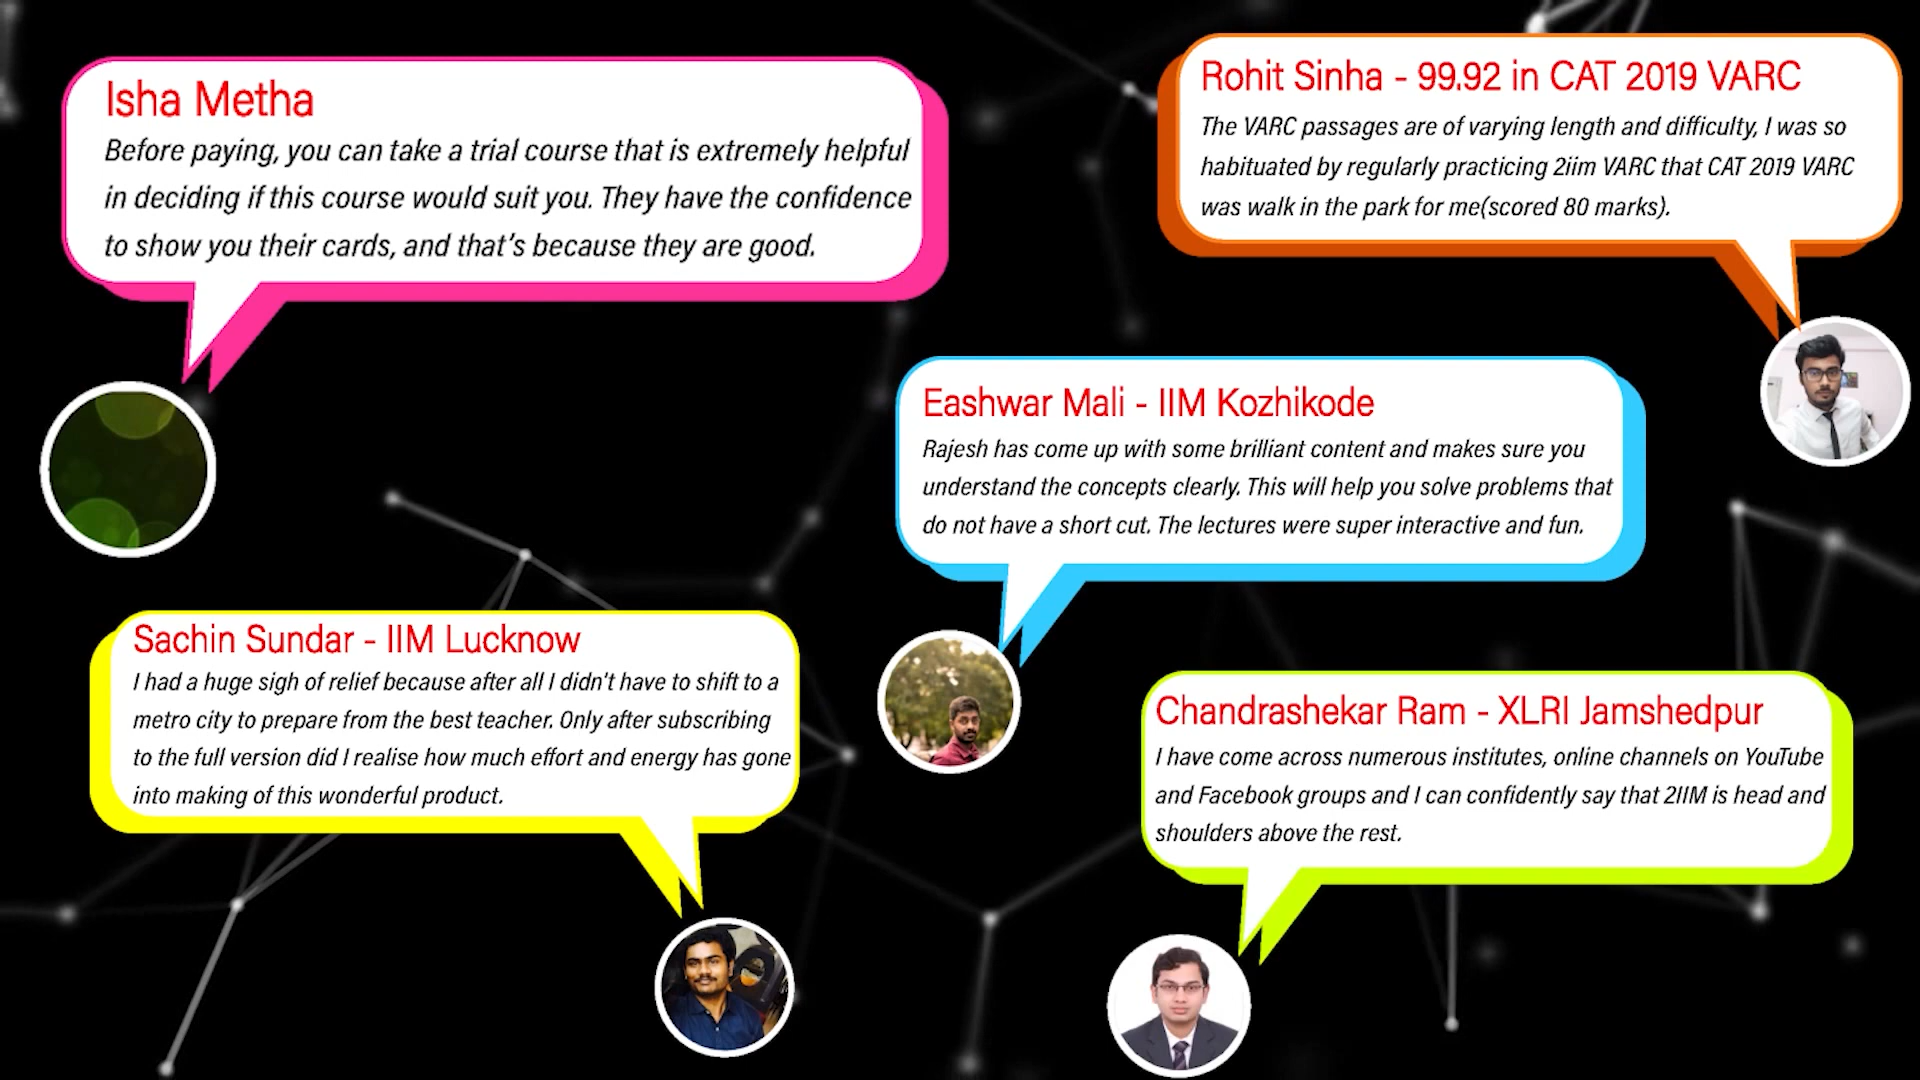 Isha Metha
Before paying, you can take a trial course that is extremely helpful
in deciding if this course would suit you. They have the confidence
to show you their cards, and that's because they are good.
Rohit Sinha - 99.92 in CAT 2019 VARC
The VARC passages are of varying length and difficulty, I was so
habituated by regularly practicing 2iim VARC that CAT 2019 VARC
was walk in the park for me(scored 80 marks).
Eashwar Mali - IIM Kozhikode
Rajesh has come up with some brilliant content and makes sure you
understand the concepts clearly. This will help you solve problems that
do not have a short cut. The lectures were super interactive and fun.
Sachin Sundar - IIM Lucknow
I had a huge sigh of relief because after all I didn't have to shift to a
metro city to prepare from the best teacher. Only after subscribing
to the full version did I realise how much effort and energy has gone
into making of this wonderful product.
Chandrashekar Ram - XLRI Jamshedpur
I have come across numerous institutes, online channels on YouTube
and Facebook groups and I can confidently say that 2IIM is head and
shoulders above the rest.